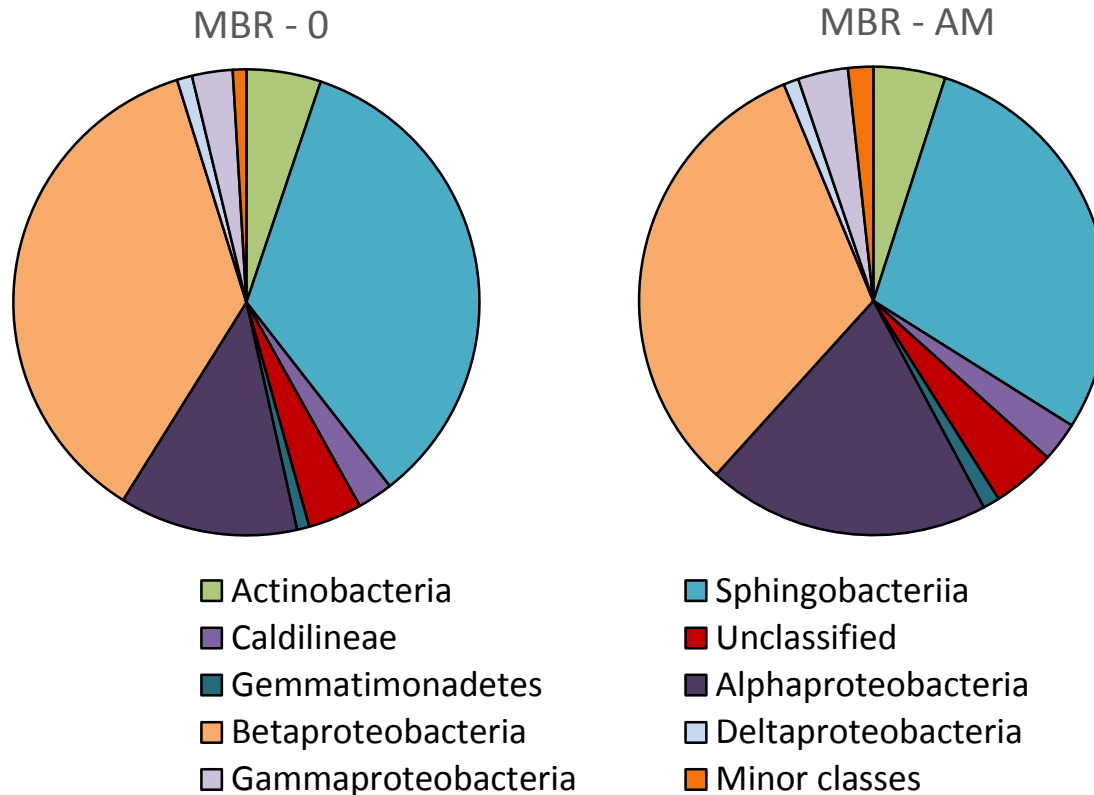 MBR - 0
MBR - AM
Actinobacteria
Sphingobacteriia
Caldilineae
Unclassified
Gemmatimonadetes
Alphaproteobacteria
Betaproteobacteria
Deltaproteobacteria
Gammaproteobacteria
Minor classes